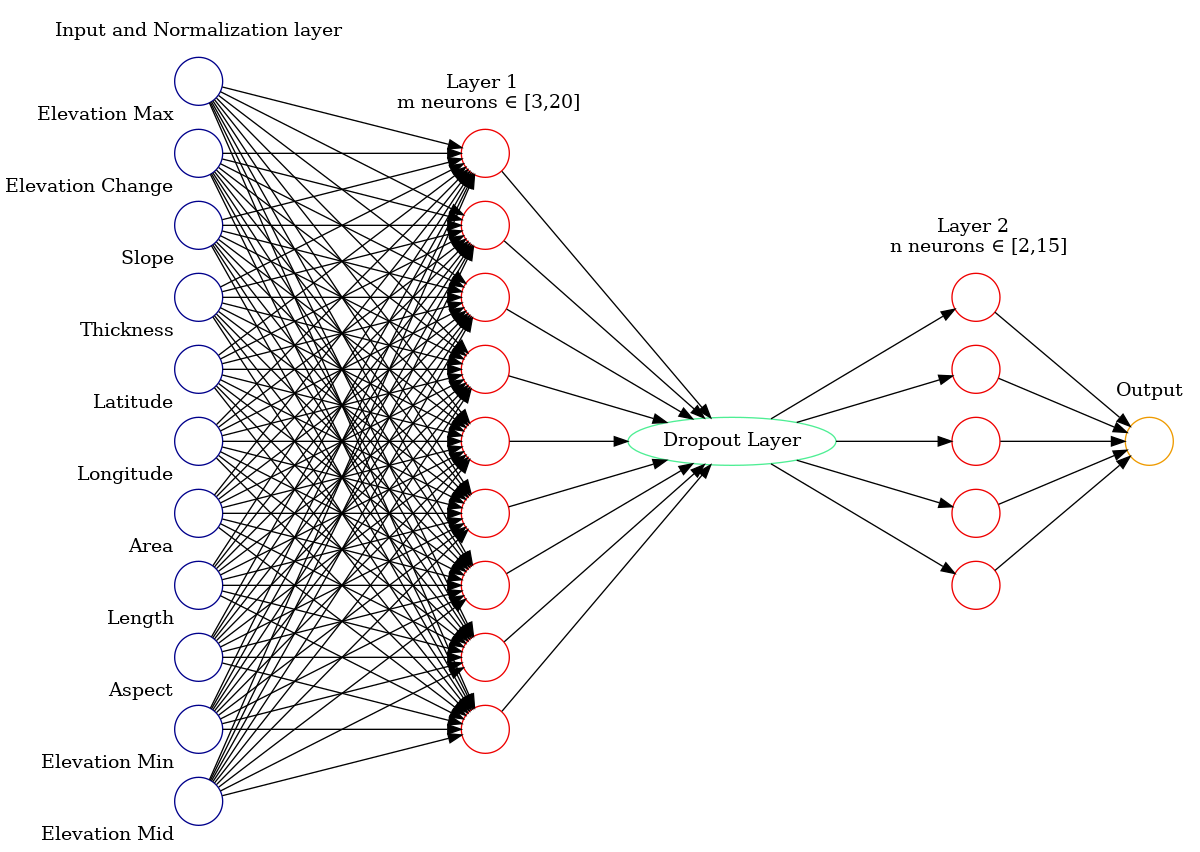 Input and Normalization layer
Elevation Max
Elevation Change
Slope
Thickness
Latitude
Longitude
Area
Length
Aspect
Elevation Min
Elevation Mid
Layer 1
m neurons ∈ [3,20]
Dropout Layer
Layer 2
n neurons ∈ [2,15]
Output